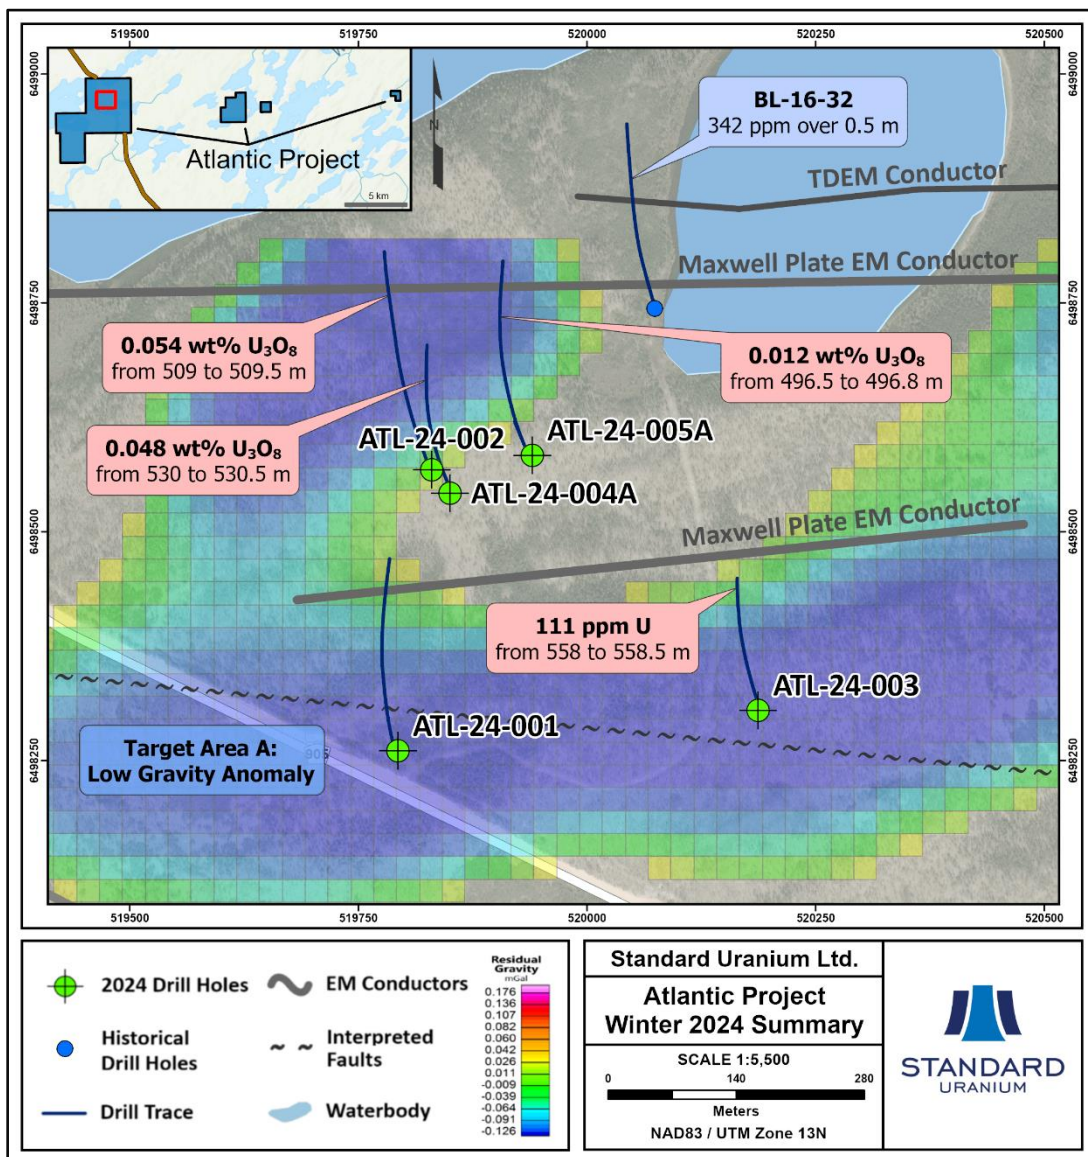 519500
519750
520000
520250
520500
6499000
6498750
6498500
6498250
Atlantic Project
5 km
N
BL-16-32
342 ppm over 0.5 m
TDEM Conductor
Maxwell Plate EM Conductor
0.054 wt% U₃O₈
from 509 to 509.5 m
0.012 wt% U₃O₈
from 496.5 to 496.8 m
0.048 wt% U₃O₈
from 530 to 530.5 m
ATL-24-002
ATL-24-005A
ATL-24-004A
Maxwell Plate EM Conductor
111 ppm U
from 558 to 558.5 m
ATL-24-003
ATL-24-001
Target Area A:
Low Gravity Anomaly
905
6499000
6498750
6498500
6498250
519500
519750
520000
520250
520500
2024 Drill Holes
Historical
Drill Holes
Drill Trace
EM Conductors
Interpreted
Faults
Waterbody
Residual
Gravity
mGal
0.176
0.136
0.107
0.082
0.060
0.042
0.026
0.011
-0.009
-0.039
-0.064
-0.091
-0.126
Standard Uranium Ltd.
Atlantic Project
Winter 2024 Summary
SCALE 1:5,500
0 140 280
Meters
NAD83 / UTM Zone 13N
STANDARD
URANIUM